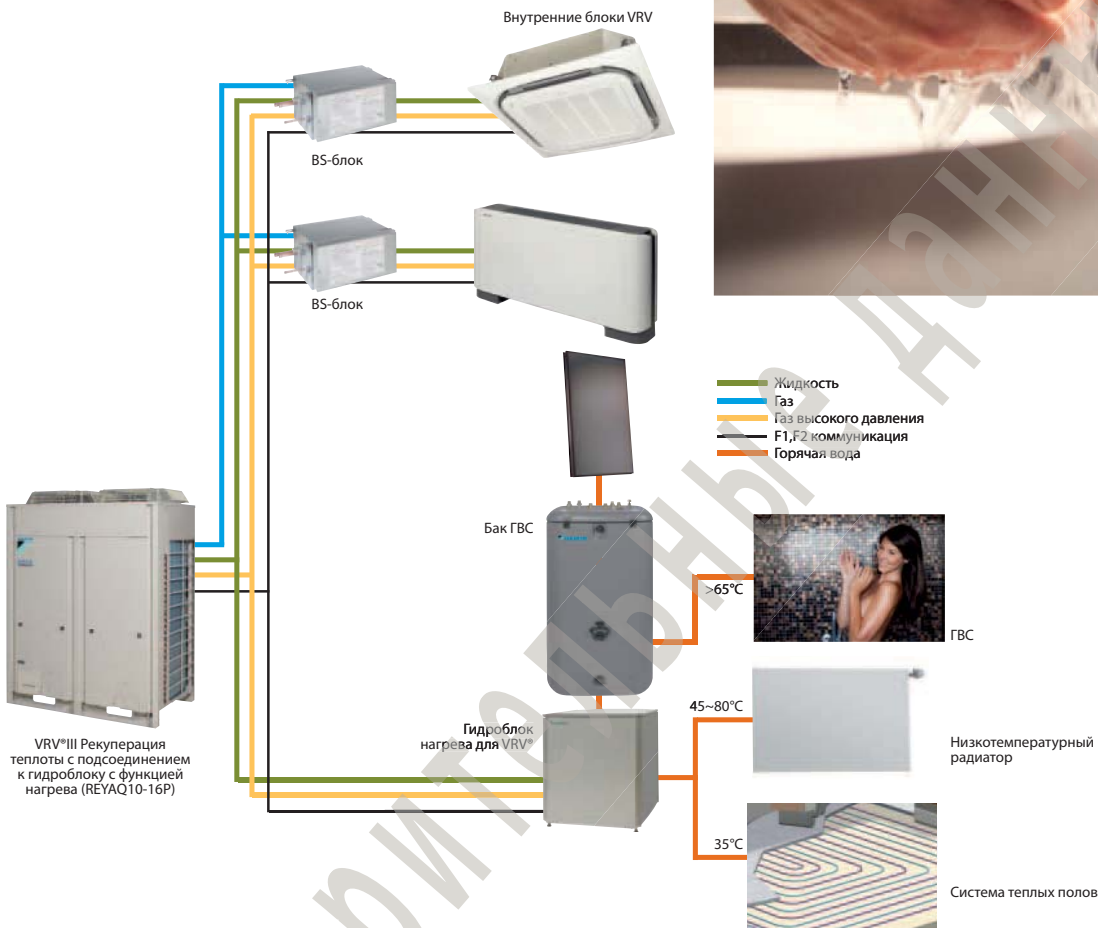 Внутренние блоки VRV
BS-блок
BS-блок
Жидкость
Газ
Газ высокого давления
F1,F2 коммуникация
Горячая вода
Бак ГВС
>65°C
ГВС
45~80°C
Гидроблок
нагрева для VRV®
Низкотемпературный
радиатор
VRV®III Рекуперация
теплоты с подсоединением
к гидроблоку с функцией
нагрева (REYAQ10-16P)
35°C
Система теплых полов